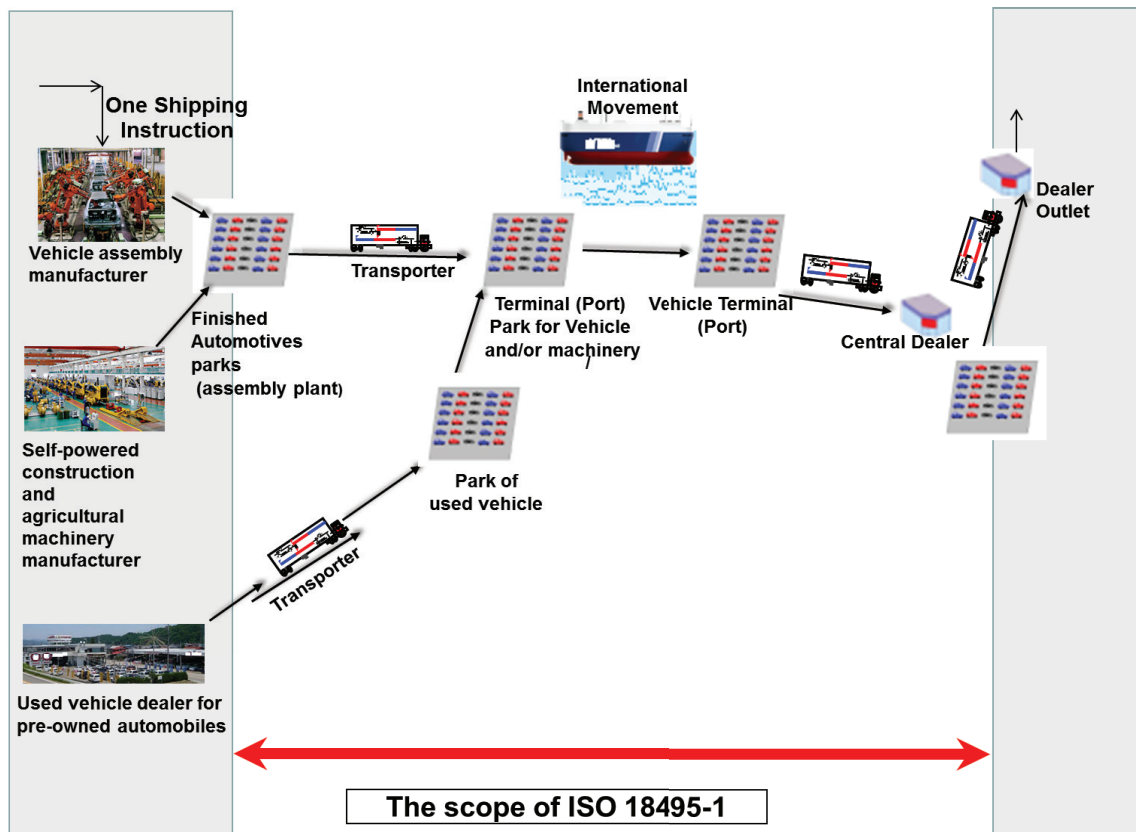 One Shipping
Instruction
International
Movement
Vehicle assembly
manufacturer
Transporter
Dealer
Outlet
Finished
Automotives
parks
(assembly plant)
Terminal (Port)
Park for Vehicle
and/or machinery
/
Vehicle Terminal
(Port)
Central Dealer
Self-powered
construction
and
agricultural
machinery
manufacturer
Park of
used vehicle
Transporter
Used vehicle dealer for
pre-owned automobiles
The scope of ISO 18495-1